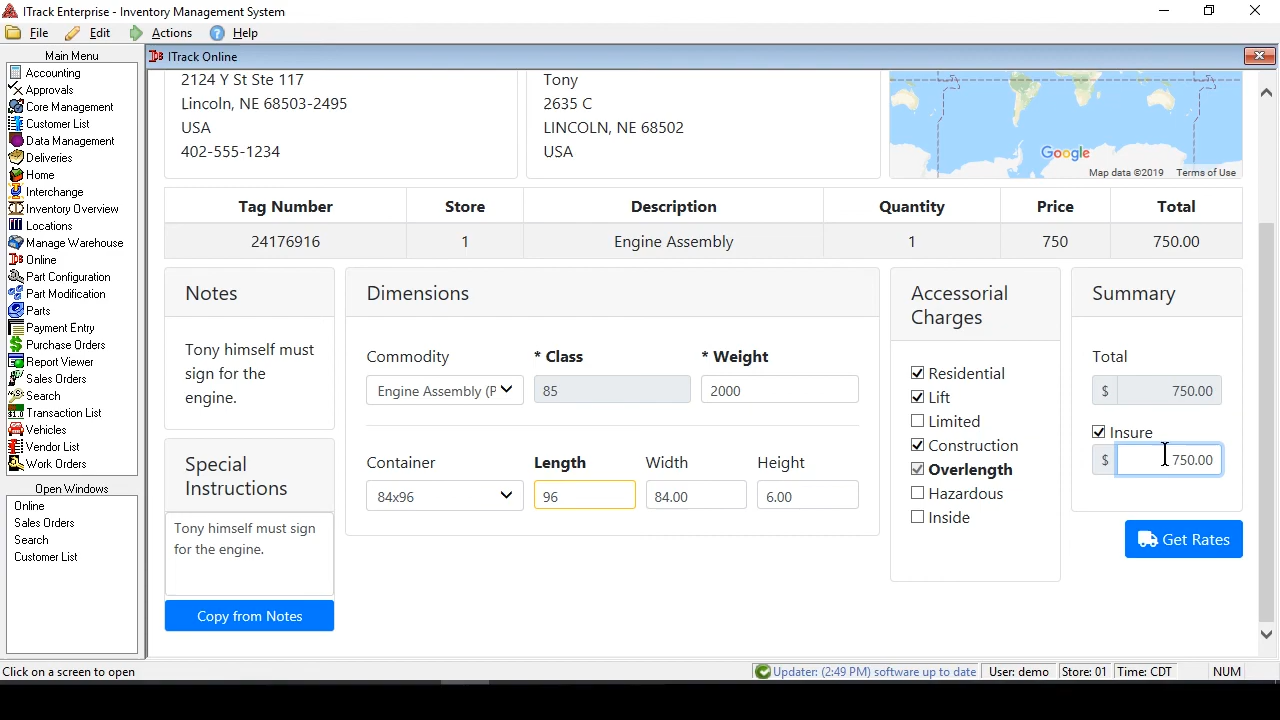 ITrack Enterprise - Inventory Management System
File Edit Actions Help
Main Menu
Accounting
Approvals
Core Management
Customer List
Data Management
Deliveries
Home
Interchange
Inventory Overview
Locations
Manage Warehouse
Online
Part Configuration
Part Modification
Parts
Payment Entry
Purchase Orders
Report Viewer
Sales Orders
Search
Transaction List
Vehicles
Vendor List
Work Orders
Open Windows
Online
Sales Orders
Search
Customer List
ITrack Online
2124 Y St Ste 117
Lincoln, NE 68503-2495
USA
402-555-1234
Tony
2635 C
LINCOLN, NE 68502
USA
Google
Map data ©2019 Terms of Use
Tag Number Store Description Quantity Price Total
24176916 1 Engine Assembly 1 750 750.00
Notes
Tony himself must
sign for the
engine.
Special
Instructions
Tony himself must sign
for the engine.
Copy from Notes
Dimensions
Commodity * Class * Weight
Engine Assembly (P 85 2000
Container Length Width Height
84x96 96 84.00 6.00
Accessorial
Charges
Residential
Lift
Limited
Construction
Overlength
Hazardous
Inside
Summary
Total
$ 750.00
Insure
$ 750.00
Get Rates
Click on a screen to open
Updater: (2:49 PM) software up to date User: demo Store: 01 Time: CDT NUM